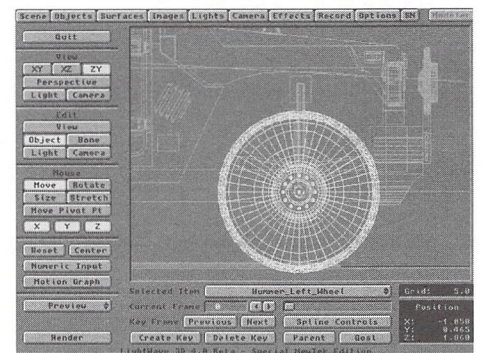 Scene Objects Surfaces Images Lights Camera Effects Record Options SN
Quit
View
XY XZ ZY
Perspective
Light Camera
Edit
View
Object Bone
Light Camera
Mouse
Move Rotate
Size Stretch
Move Pivot Pt
X Y Z
Reset Center
Numeric Input
Motion Graph
Preview
Render
Selected Item Hummer_Left_Wheel
Current Frame 0
Key Frame Previous Next Spline Controls
Create Key Delete Key Parent Goal
Grid: 5.0
Position
X: -1.050
Y: 0.465
Z: 1.860
LightWave 3D 4.0 Beta - Special NewTek Edition